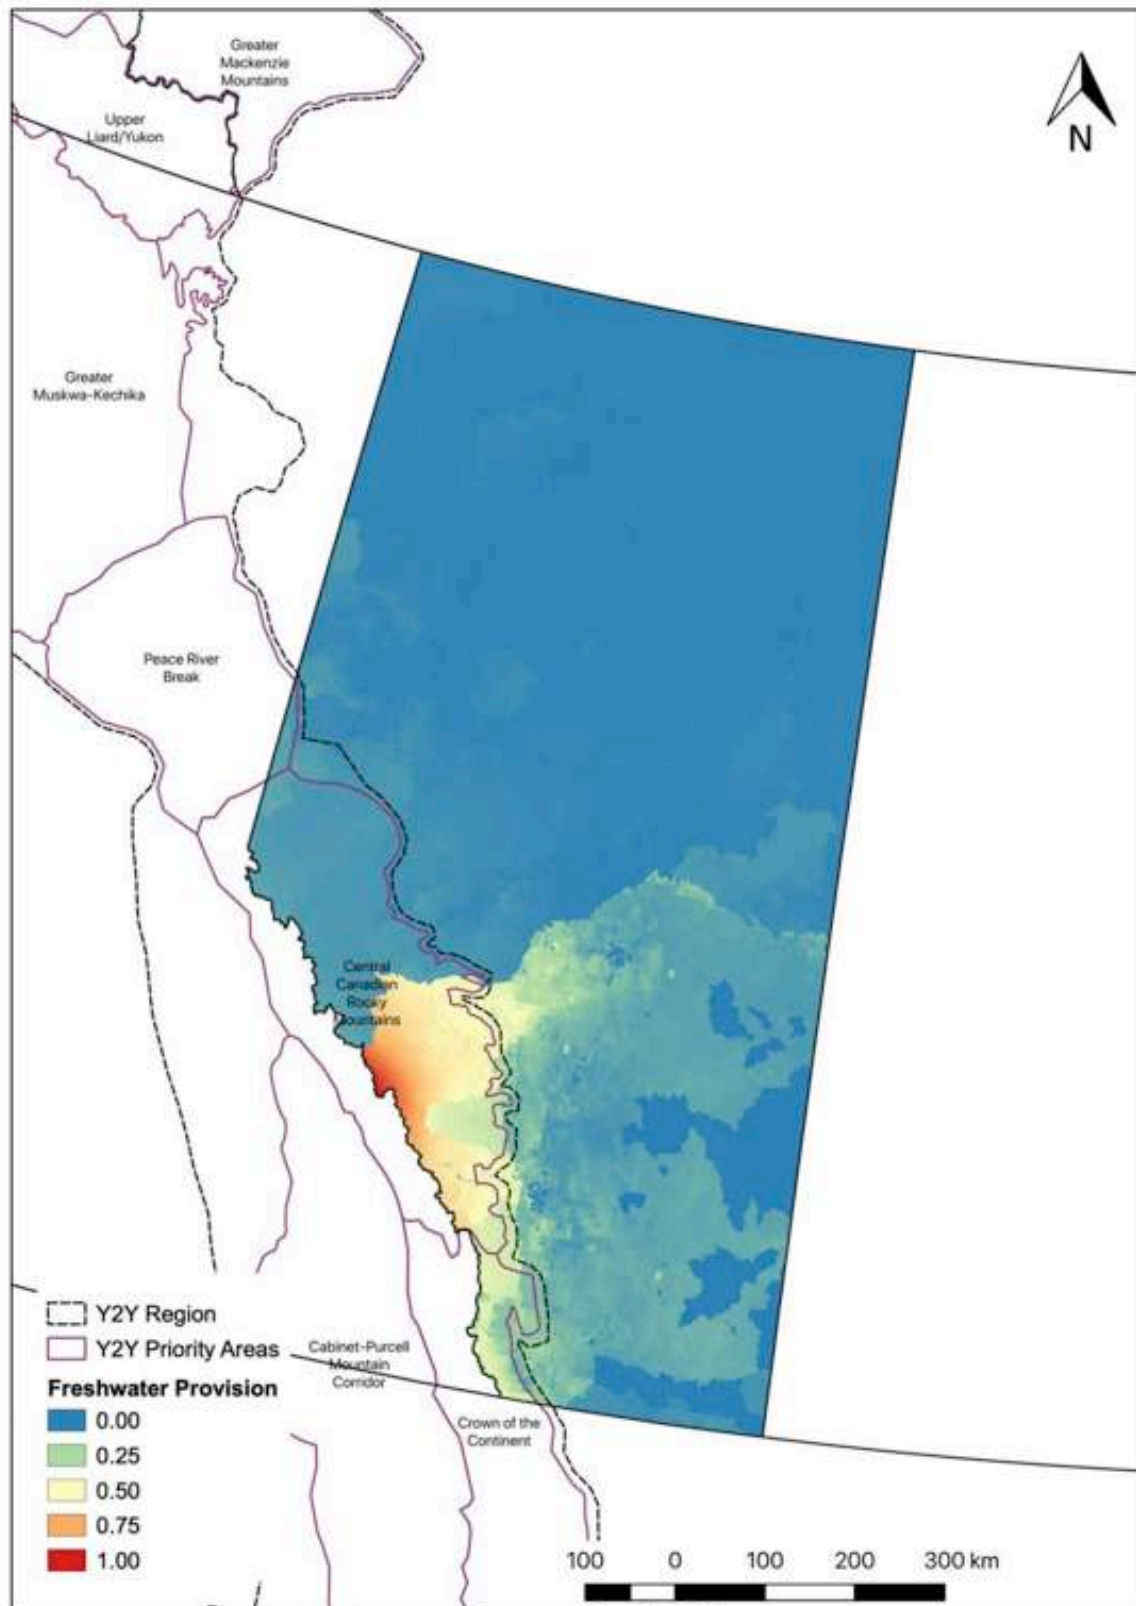 Greater
Mackenzie
Mountains
Upper
Liard/Yukon
N
Greater
Muskwa-Kechika
Peace River
Break
Central
Canadian
Rocky
Mountains
Y2Y Region
Y2Y Priority Areas
Cabinet-Purcell
Mountain
Corridor
Freshwater Provision
0.00
0.25
0.50
0.75
1.00
Crown of the
Continent
100 0 100 200 300 km